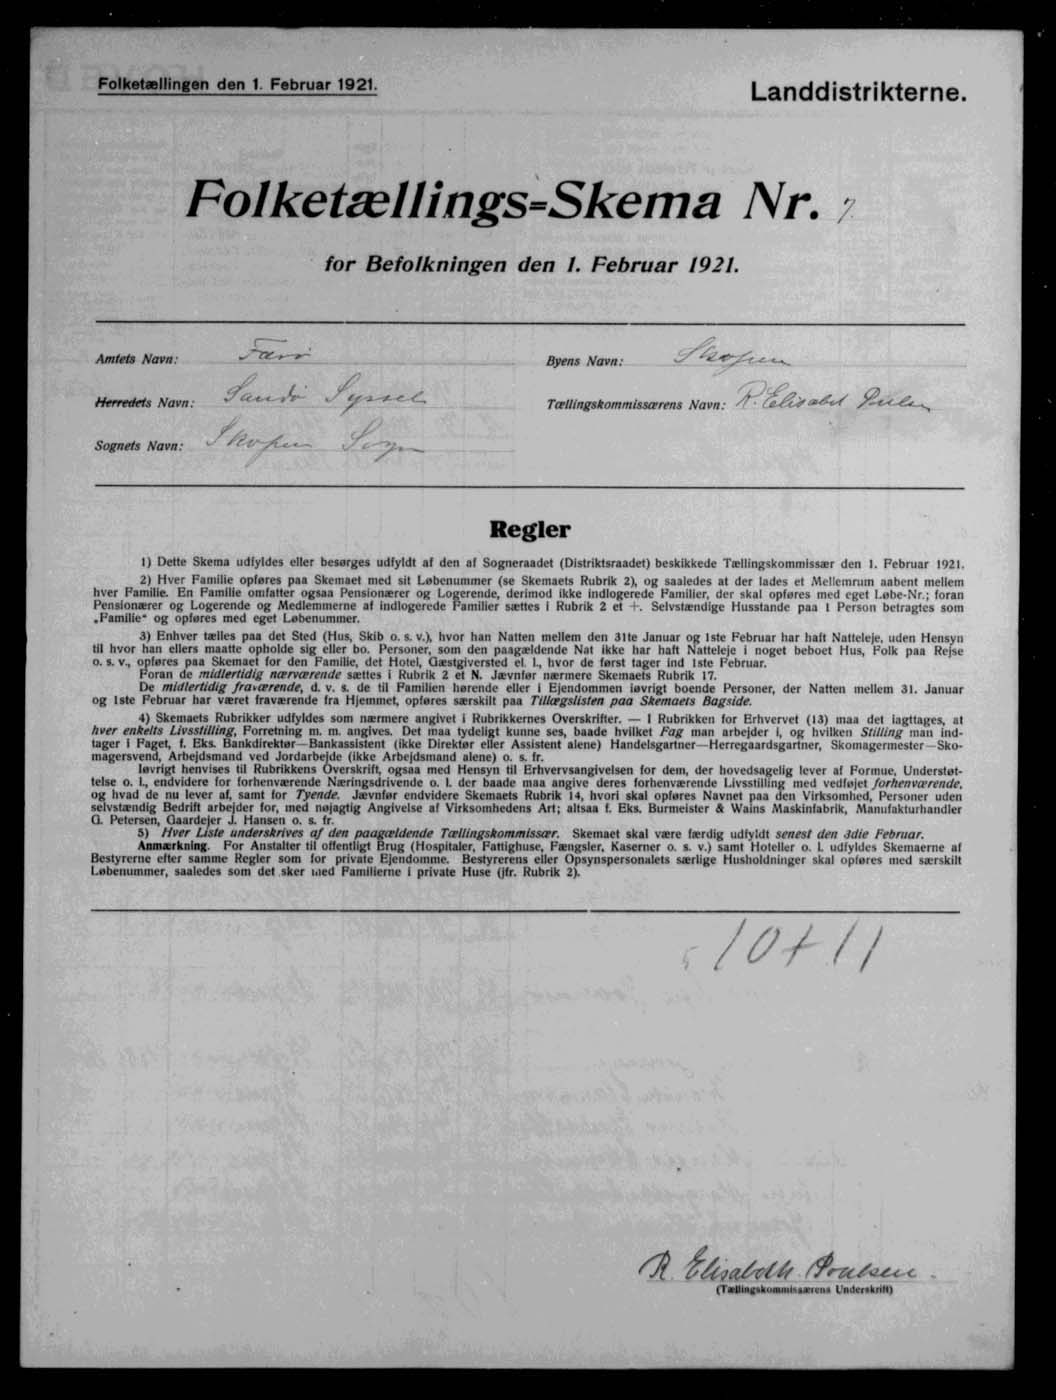 Folketællingen den 1. Februar 1921.
Landdistrikterne.
Folketællings=Skema Nr. 7.
for Befolkningen den 1. Februar 1921.
Amtets Navn: Færø
Byens Navn: Skopun
Herredets Navn: Sandø Syssel
Tællingskommissærens Navn: R. Elisabet Poulsen
Sognets Navn: Skopun Sogn
Regler
1) Dette Skema udfyldes eller besørges udfyldt af den af Sogneraadet (Distriktsraadet) beskikkede Tællingskommissær den 1. Februar 1921.
2) Hver Familie opføres paa Skemaet med sit Løbenummer (se Skemaets Rubrik 2), og saaledes at der lades et Mellemrum aabent mellem
hver Familie. En Familie omfatter ogsaa Pensionærer og Logerende, derimod ikke indlogerede Familier, der skal opføres med eget Løbe-Nr.; foran
Pensionærer og Logerende og Medlemmerne af indlogerede Familier sættes i Rubrik 2 et +. Selvstændige Husstande paa 1 Person betragtes som
„Familie“ og opføres med eget Løbenummer.
3) Enhver tælles paa det Sted (Hus, Skib o. s. v.), hvor han Natten mellem den 31te Januar og 1ste Februar har haft Natteleje, uden Hensyn
til hvor han ellers maatte opholde sig eller bo. Personer, som den paagældende Nat ikke har haft Natteleje i noget beboet Hus, Folk paa Rejse
o. s. v., opføres paa Skemaet for den Familie, det Hotel, Gæstgiversted el. l., hvor de først tager ind 1ste Februar.
Foran de midlertidig nærværende sættes i Rubrik 2 et N. Jævnfør nærmere Skemaets Rubrik 17.
De midlertidig fraværende, d. v. s. de til Familien hørende eller i Ejendommen iøvrigt boende Personer, der Natten mellem 31. Januar
og 1ste Februar har været fraværende fra Hjemmet, opføres særskilt paa Tillægslisten paa Skemaets Bagside.
4) Skemaets Rubrikker udfyldes som nærmere angivet i Rubrikkernes Overskrifter. — I Rubrikken for Erhvervet (13) maa det iagttages, at
hver enkelts Livsstilling, Forretning m. m. angives. Det maa tydeligt kunne ses, baade hvilket Fag man arbejder i, og hvilken Stilling man ind-
tager i Faget, f. Eks. Bankdirektør—Bankassistent (ikke Direktør eller Assistent alene) Handelsgartner—Herregaardsgartner, Skomagermester—Sko-
magersvend, Arbejdsmand ved Jordarbejde (ikke Arbejdsmand alene) o. s. fr.
Iøvrigt henvises til Rubrikkens Overskrift, ogsaa med Hensyn til Erhvervsangivelsen for dem, der hovedsagelig lever af Formue, Understøt-
telse o. l., endvidere for forhenværende Næringsdrivende o. l. der baade maa angive deres forhenværende Livsstilling med vedføjet forhenværende,
og hvad de nu lever af, samt for Tyende. Jævnfør endvidere Skemaets Rubrik 14, hvori skal opføres Navnet paa den Virksomhed, Personer uden
selvstændig Bedrift arbejder for, med nøjagtig Angivelse af Virksomhedens Art; altsaa f. Eks. Burmeister & Wains Maskinfabrik, Manufakturhandler
G. Petersen, Gaardejer J. Hansen o. s. fr.
5) Hver Liste underskrives af den paagældende Tællingskommissær. Skemaet skal være færdig udfyldt senest den 3die Februar.
Anmærkning. For Anstalter til offentligt Brug (Hospitaler, Fattighuse, Fængsler, Kaserner o. s. v.) samt Hoteller o. l. udfyldes Skemaerne af
Bestyrerne efter samme Regler som for private Ejendomme. Bestyrerens eller Opsynspersonalets særlige Husholdninger skal opføres med særskilt
Løbenummer, saaledes som det sker med Familierne i private Huse (jfr. Rubrik 2).
10+11
R. Elisabeth Poulsen.
(Tællingskommissærens Underskrift)